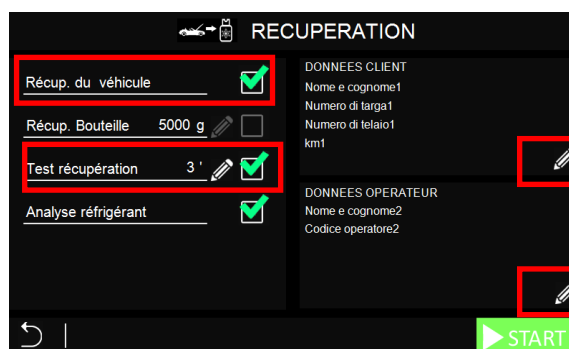 RECUPERATION
Récup. du véhicule
Récup. Bouteille 5000 g
Test récupération 3 '
Analyse réfrigérant
DONNEES CLIENT
Nome e cognome1
Numero di targa1
Numero di telaio1
km1
DONNEES OPERATEUR
Nome e cognome2
Codice operatore2
START